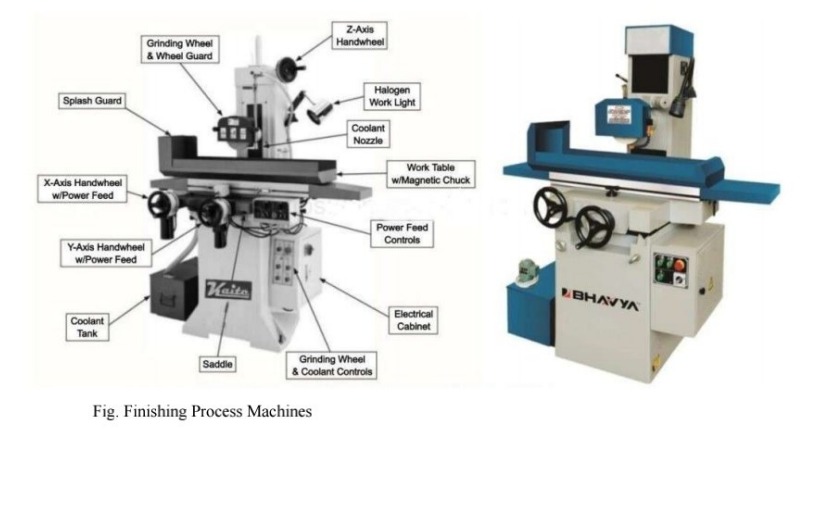 Z-Axis
Handwheel
Grinding Wheel
& Wheel Guard
Halogen
Work Light
Splash Guard
Coolant
Nozzle
Work Table
w/Magnetic Chuck
X-Axis Handwheel
w/Power Feed
Power Feed
Controls
Y-Axis Handwheel
w/Power Feed
Kaito
BHAVYA
Coolant
Tank
Electrical
Cabinet
Saddle
Grinding Wheel
& Coolant Controls
Fig. Finishing Process Machines